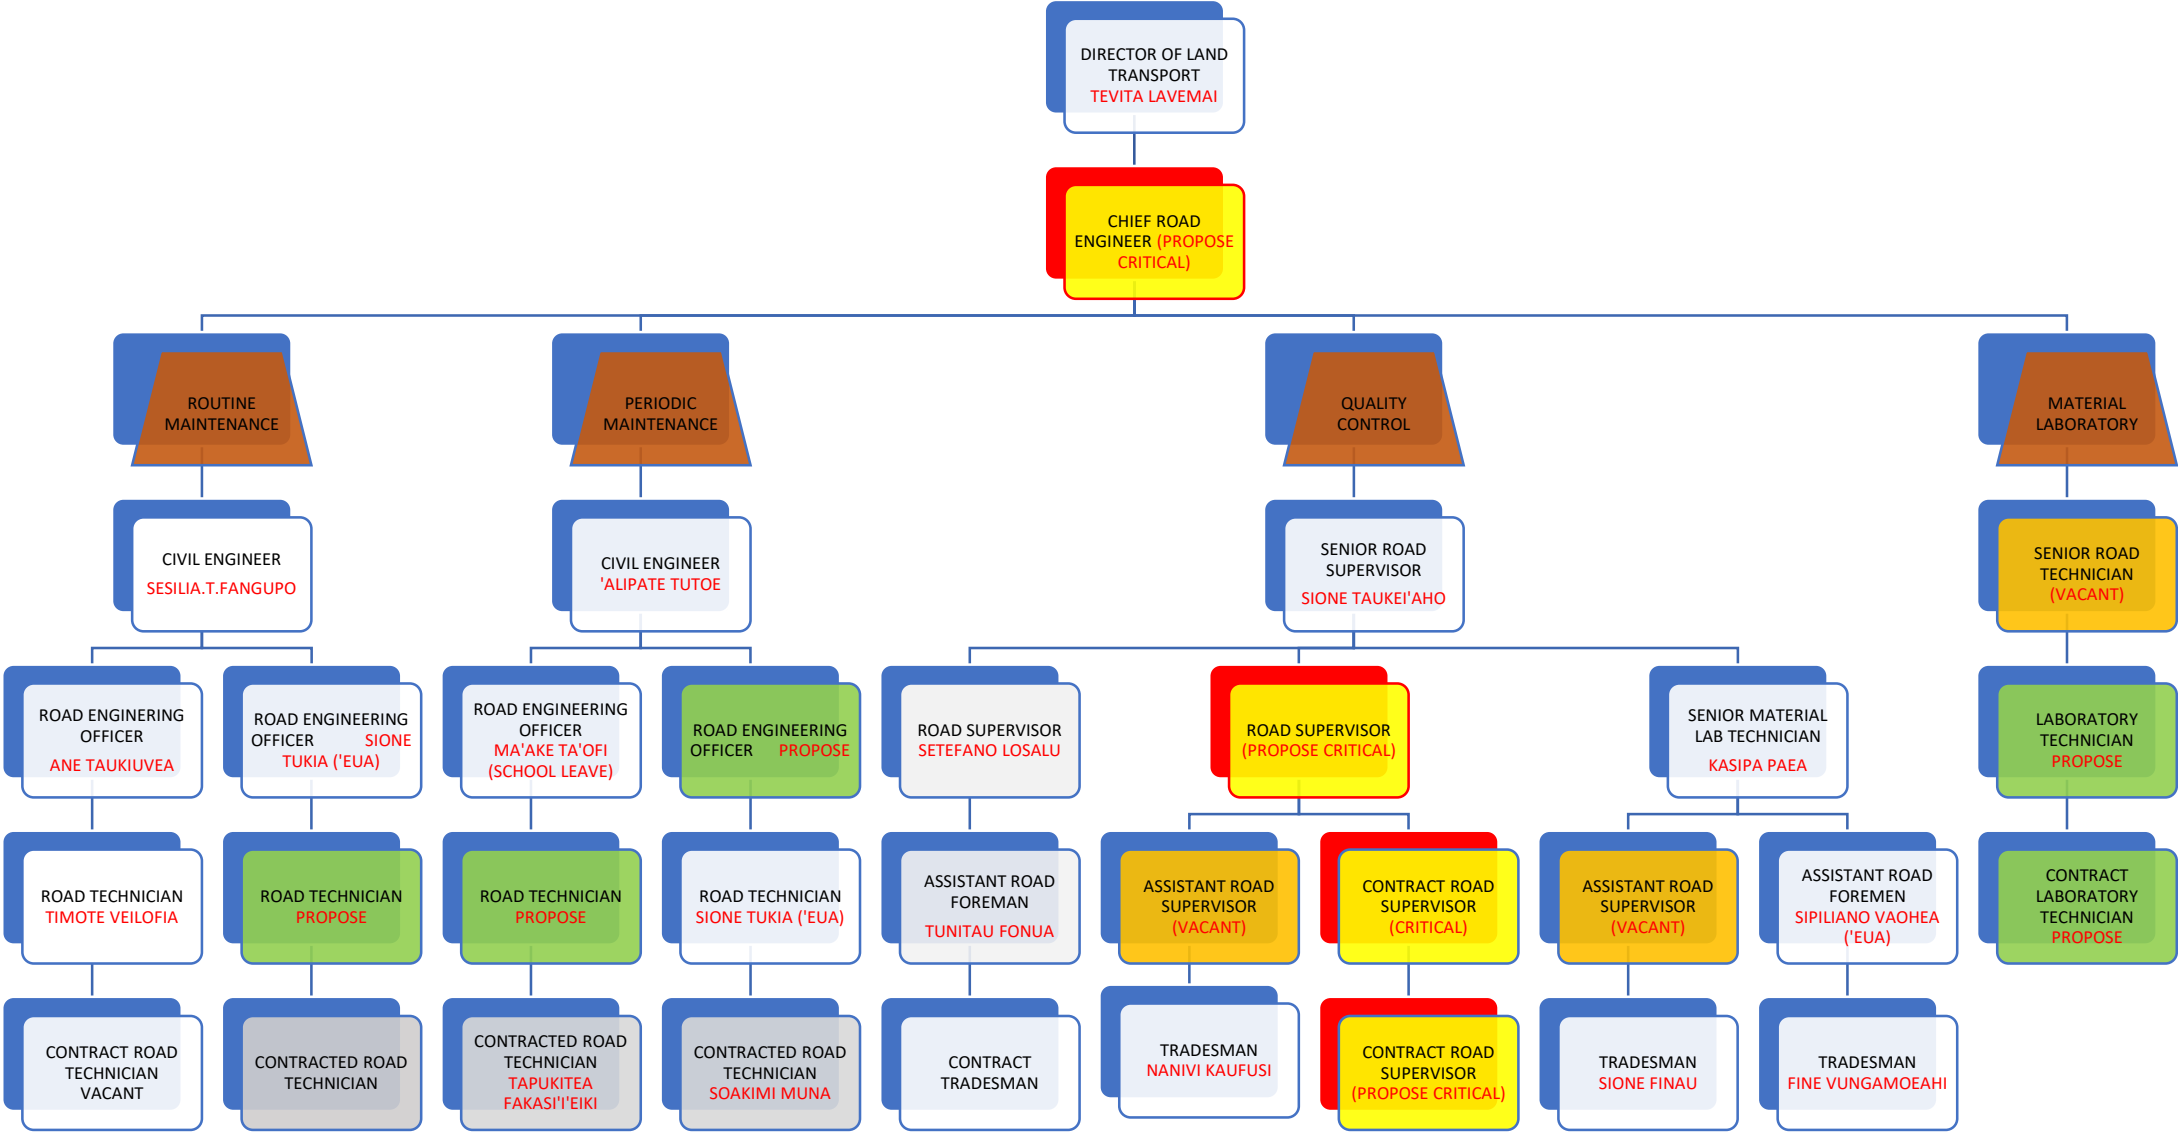 DIRECTOR OF LAND
TRANSPORT
TEVITA LAVEMAI
CHIEF ROAD
ENGINEER (PROPOSE
CRITICAL)
ROUTINE
MAINTENANCE
PERIODIC
MAINTENANCE
QUALITY
CONTROL
MATERIAL
LABORATORY
CIVIL ENGINEER
SESILIA.T.FANGUPO
CIVIL ENGINEER
'ALIPATE TUTOE
SENIOR ROAD
SUPERVISOR
SIONE TAUKEI'AHO
SENIOR ROAD
TECHNICIAN
(VACANT)
ROAD ENGINERING
OFFICER
ANE TAUKIUVEA
ROAD ENGINEERING
OFFICER SIONE
TUKIA ('EUA)
ROAD ENGINEERING
OFFICER
MA'AKE TA'OFI
(SCHOOL LEAVE)
ROAD ENGINEERING
OFFICER PROPOSE
ROAD SUPERVISOR
SETEFANO LOSALU
ROAD SUPERVISOR
(PROPOSE CRITICAL)
SENIOR MATERIAL
LAB TECHNICIAN
KASIPA PAEA
LABORATORY
TECHNICIAN
PROPOSE
ROAD TECHNICIAN
TIMOTE VEILOFIA
ROAD TECHNICIAN
PROPOSE
ROAD TECHNICIAN
PROPOSE
ROAD TECHNICIAN
SIONE TUKIA ('EUA)
ASSISTANT ROAD
FOREMAN
TUNITAU FONUA
ASSISTANT ROAD
SUPERVISOR
(VACANT)
CONTRACT ROAD
SUPERVISOR
(CRITICAL)
ASSISTANT ROAD
SUPERVISOR
(VACANT)
ASSISTANT ROAD
FOREMEN
SIPILIANO VAOHEA
('EUA)
CONTRACT
LABORATORY
TECHNICIAN
PROPOSE
CONTRACT ROAD
TECHNICIAN
VACANT
CONTRACTED ROAD
TECHNICIAN
CONTRACTED ROAD
TECHNICIAN
TAPUKITEA
FAKASI'I'EIKI
CONTRACTED ROAD
TECHNICIAN
SOAKIMI MUNA
CONTRACT
TRADESMAN
TRADESMAN
NANIVI KAUFUSI
CONTRACT ROAD
SUPERVISOR
(PROPOSE CRITICAL)
TRADESMAN
SIONE FINAU
TRADESMAN
FINE VUNGAMOEAHI